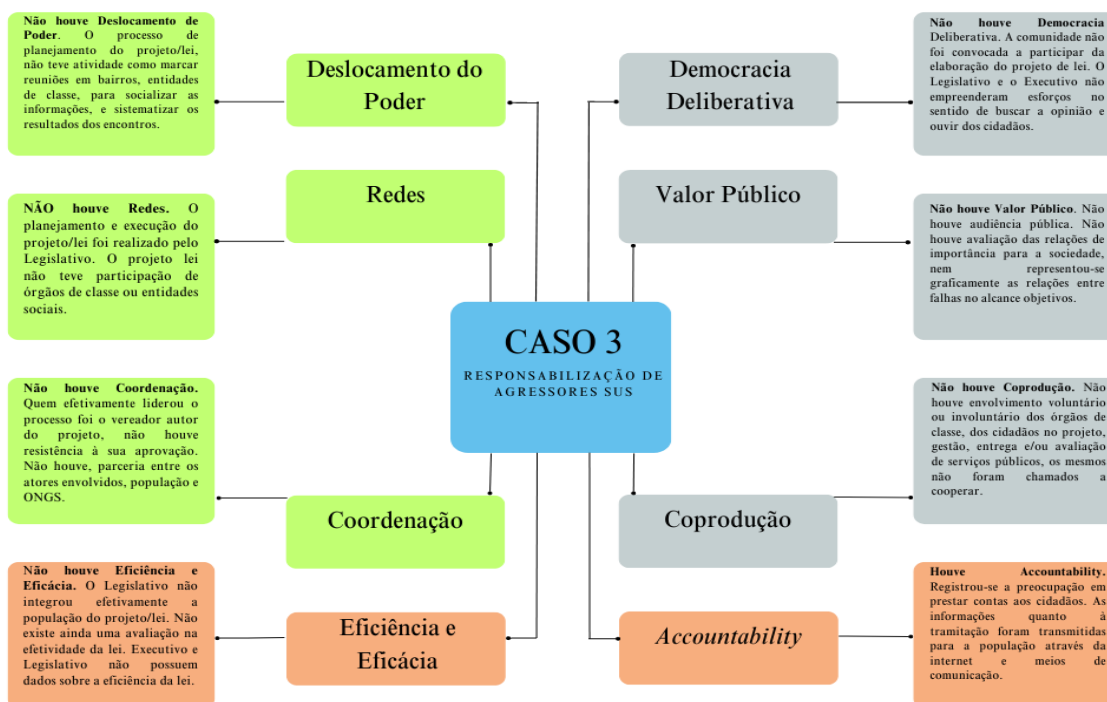 Não houve Deslocamento de
Poder. O processo de
planejamento do projeto/lei,
não teve atividade como marcar
reuniões em bairros, entidades
de classe, para socializar as
informações, e sistematizar os
resultados dos encontros.
Deslocamento do
Poder
NÃO houve Redes. O
planejamento e execução do
projeto/lei foi realizado pelo
Legislativo. O projeto lei
não teve participação de
órgãos de classe ou entidades
sociais.
Redes
Não houve Coordenação.
Quem efetivamente liderou o
processo foi o vereador autor
do projeto, não houve
resistência à sua aprovação.
Não houve, parceria entre os
atores envolvidos, população e
ONGS.
Coordenação
Não houve Eficiência e
Eficácia. O Legislativo não
integrou efetivamente a
população do projeto/lei. Não
existe ainda uma avaliação na
efetividade da lei. Executivo e
Legislativo não possuem
dados sobre a eficiência da lei.
Eficiência e
Eficácia
CASO 3
RESPONSABILIZAÇÃO DE
AGRESSORES SUS
Democracia
Deliberativa
Não houve Democracia
Deliberativa. A comunidade não
foi convocada a participar da
elaboração do projeto de lei. O
Legislativo e o Executivo não
empreenderam esforços no
sentido de buscar a opinião e
ouvir dos cidadãos.
Valor Público
Não houve Valor Público. Não
houve audiência pública. Não
houve avaliação das relações de
importância para a sociedade,
nem representou-se
graficamente as relações entre
falhas no alcance objetivos.
Coprodução
Não houve Coprodução. Não
houve envolvimento voluntário
ou involuntário dos órgãos de
classe, dos cidadãos no projeto,
gestão, entrega e/ou avaliação
de serviços públicos, os mesmos
não foram chamados a
cooperar.
Accountability
Houve Accountability.
Registrou-se a preocupação em
prestar contas aos cidadãos. As
informações quanto à
tramitação foram transmitidas
para a população através da
internet e meios de
comunicação.